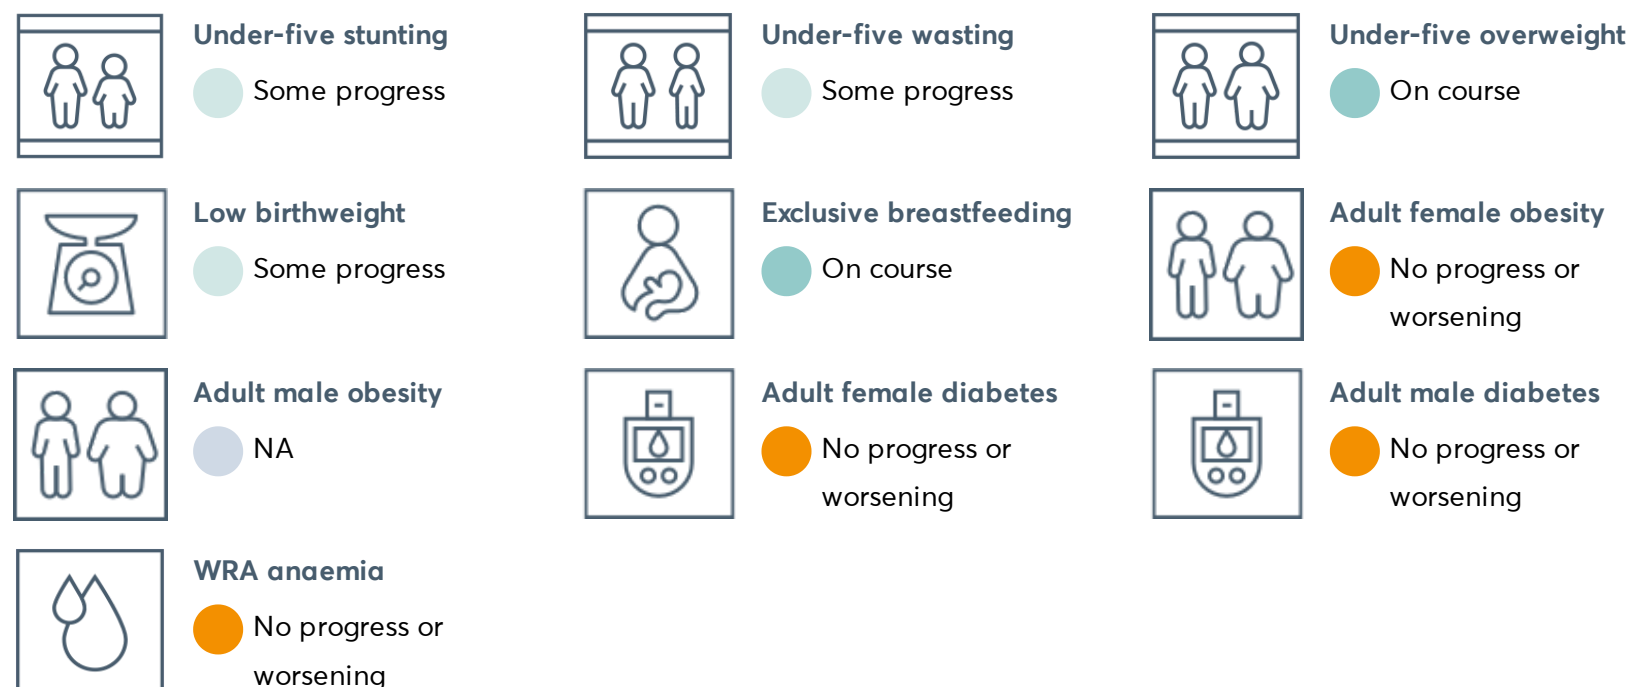 Under-five stunting
Some progress
Under-five wasting
Some progress
Under-five overweight
On course
Low birthweight
Some progress
Exclusive breastfeeding
On course
Adult female obesity
No progress or
worsening
Adult male obesity
NA
Adult female diabetes
No progress or
worsening
Adult male diabetes
No progress or
worsening
WRA anaemia
No progress or
worsening